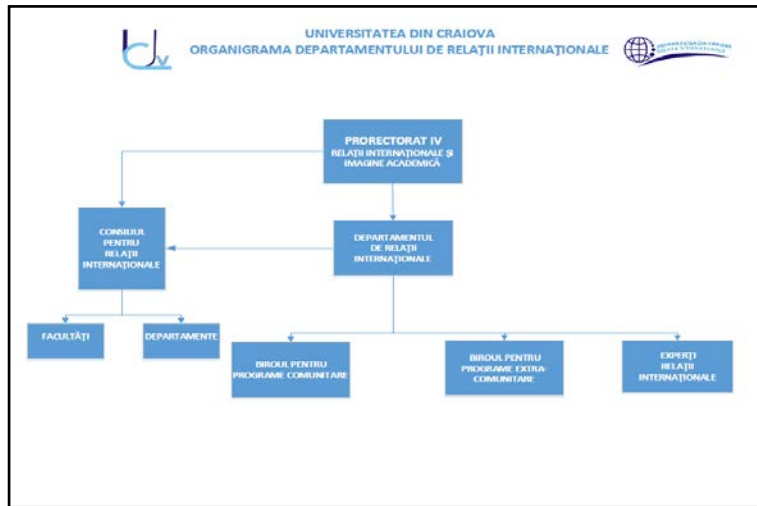 UNIVERSITATEA DIN CRAIOVA
ORGANIGRAMA DEPARTAMENTULUI DE RELAȚII INTERNAȚIONALE
PRORECTORAT IV
RELAȚII INTERNAȚIONALE ȘI
IMAGINE ACADEMICĂ
CONSILIUL
PENTRU
RELAȚII
INTERNAȚIONALE
DEPARTAMENTUL
DE RELAȚII
INTERNAȚIONALE
FACULTĂȚI
DEPARTAMENTE
BIROUL PENTRU
PROGRAME COMUNITARE
BIROUL PENTRU
PROGRAME EXTRA-
COMUNITARE
EXPERȚI
RELAȚII
INTERNAȚIONALE